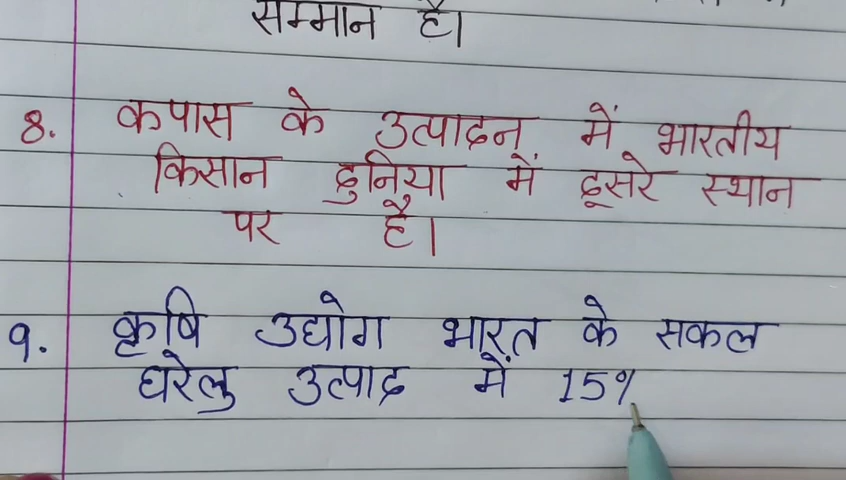 सम्मान है।
8. कपास के उत्पादन में भारतीय
किसान दुनिया में दूसरे स्थान
पर है।
9. कृषि उद्योग भारत के सकल
घरेलु उत्पाद में 15%